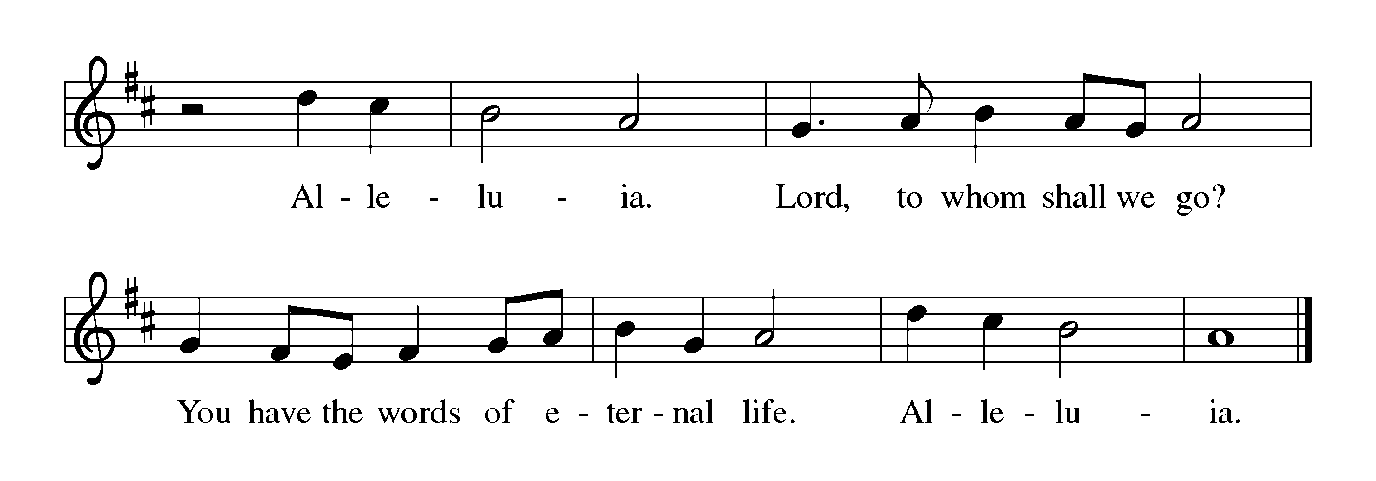 Al - le - lu - ia. Lord, to whom shall we go?
You have the words of e - ter - nal life. Al - le - lu - ia.